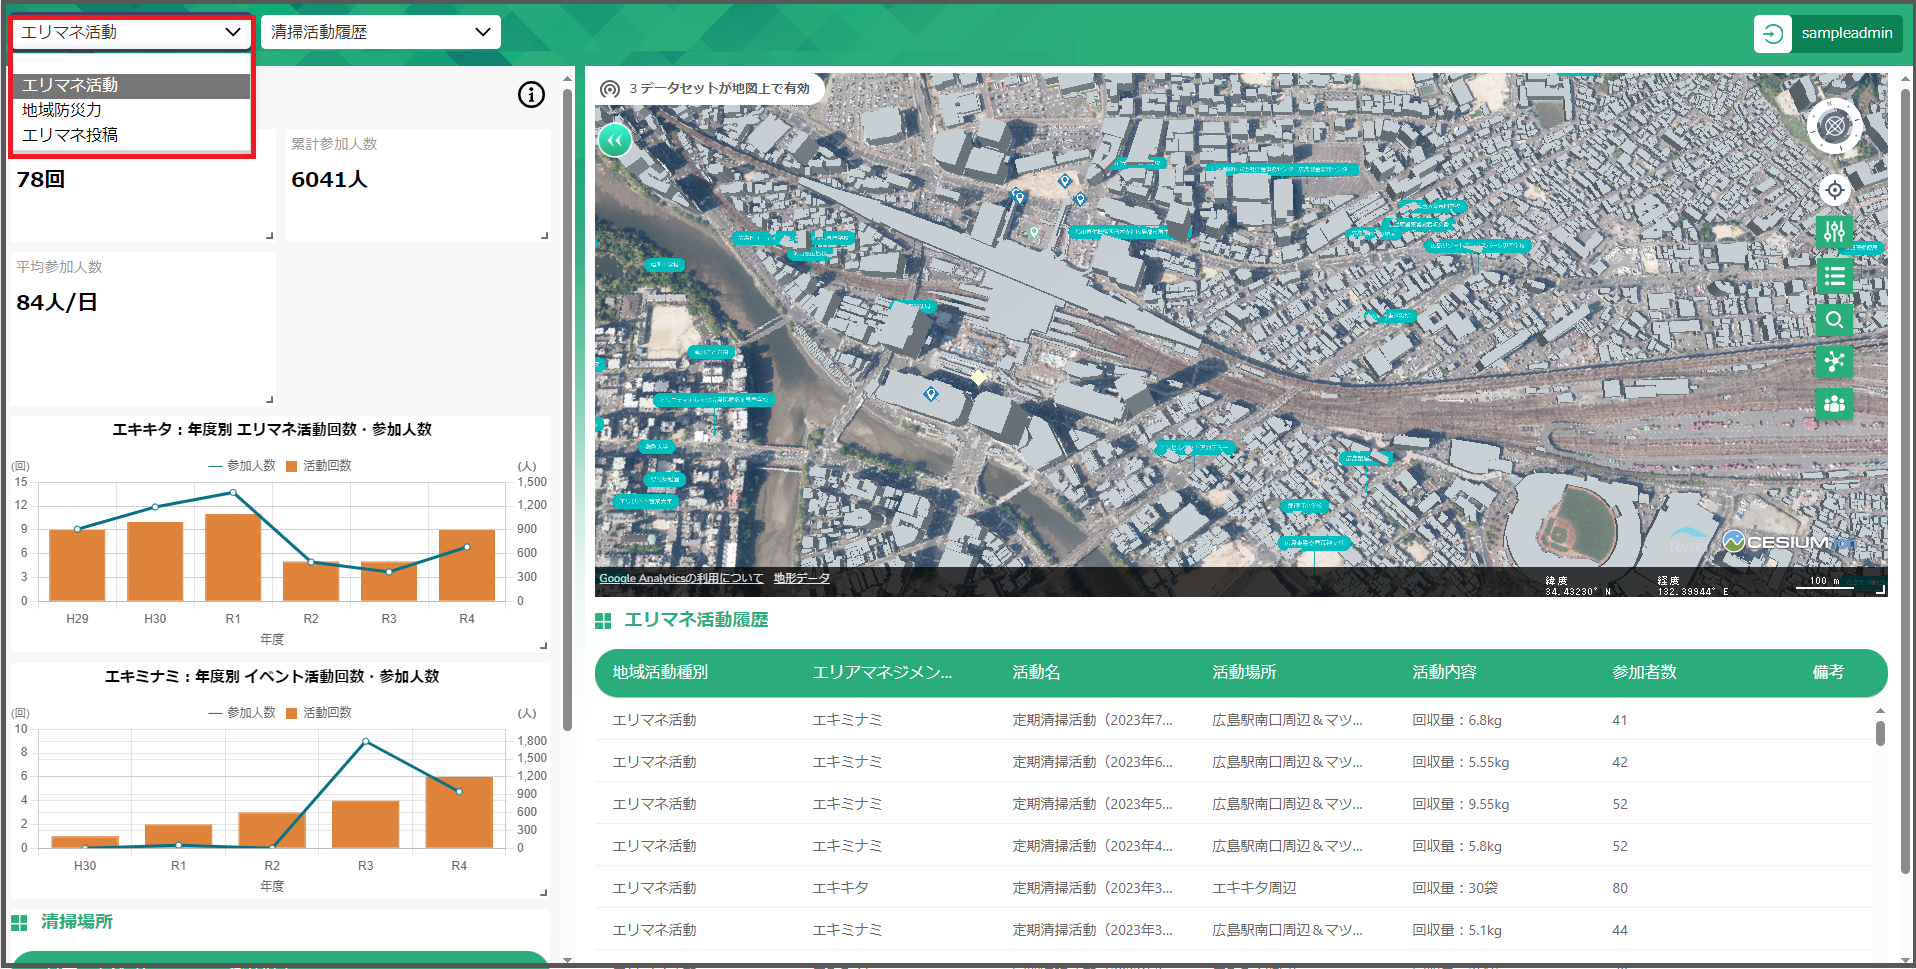 エリマネ活動
清掃活動履歴
sampleadmin
エリマネ活動
地域防災力
エリマネ投稿
累計参加人数
78回
6041人
平均参加人数
84人/日
エキキタ：年度別 エリマネ活動回数・参加人数
参加人数 活動回数
(回) (人)
15 1,500
12 1,200
9 900
6 600
3 300
0 0
H29 H30 R1 R2 R3 R4
年度
エキミナミ：年度別 イベント活動回数・参加人数
参加人数 活動回数
(回) (人)
10
8
6
4
2
0
1,800
1,500
1,200
900
600
300
0
H30 R1 R2 R3 R4
年度
清掃場所
3 データセットが地図上で有効
CESIUM ion
Google Analyticsの利用について 地形データ
緯度 34.43230° N
経度 132.39944° E
100 m
エリマネ活動履歴
地域活動種別 エリアマネジメン... 活動名 活動場所 活動内容 参加者数 備考
エリマネ活動 エキミナミ 定期清掃活動（2023年7... 広島駅南口周辺＆マツ... 回収量：6.8kg 41
エリマネ活動 エキミナミ 定期清掃活動（2023年6... 広島駅南口周辺＆マツ... 回収量：5.55kg 42
エリマネ活動 エキミナミ 定期清掃活動（2023年5... 広島駅南口周辺＆マツ... 回収量：9.55kg 52
エリマネ活動 エキミナミ 定期清掃活動（2023年4... 広島駅南口周辺＆マツ... 回収量：5.8kg 52
エリマネ活動 エキキタ 定期清掃活動（2023年3... エキキタ周辺 回収量：30袋 80
エリマネ活動 エキミナミ 定期清掃活動（2023年3... 広島駅南口周辺＆マツ... 回収量：5.1kg 44